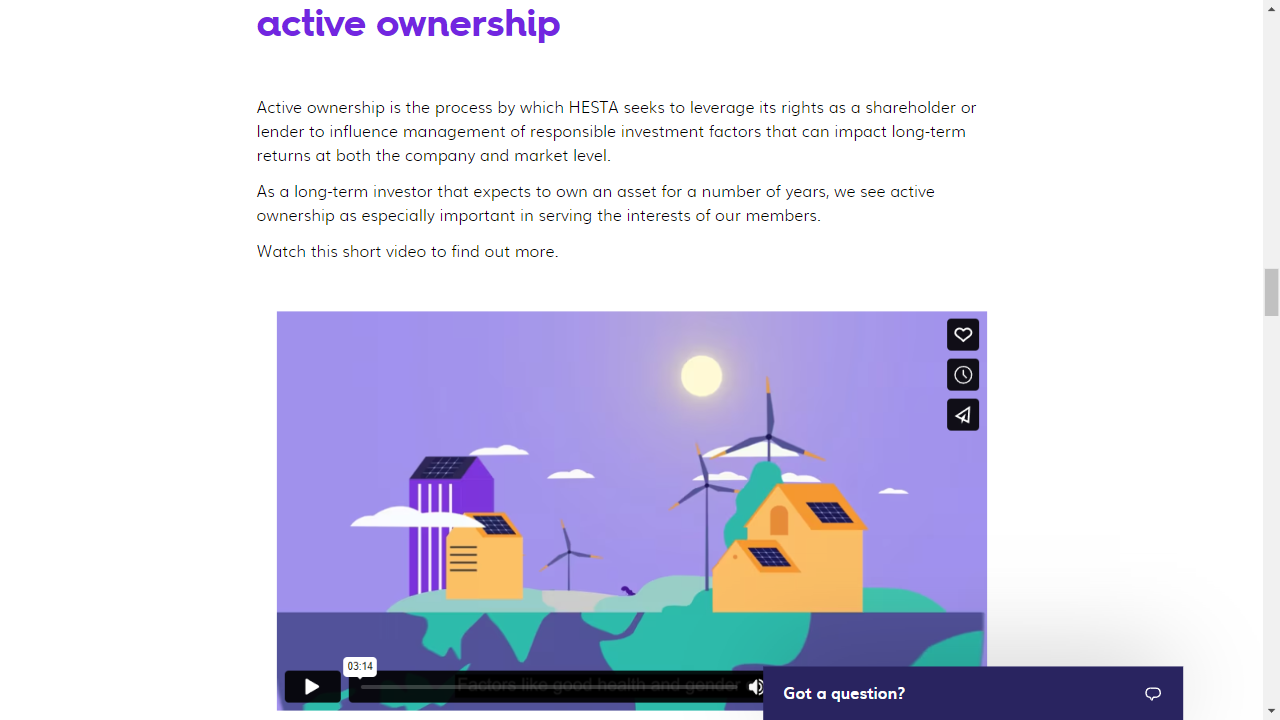 active ownership
Active ownership is the process by which HESTA seeks to leverage its rights as a shareholder or
lender to influence management of responsible investment factors that can impact long-term
returns at both the company and market level.
As a long-term investor that expects to own an asset for a number of years, we see active
ownership as especially important in serving the interests of our members.
Watch this short video to find out more.
03:14
Factors like good health and gender
Got a question?